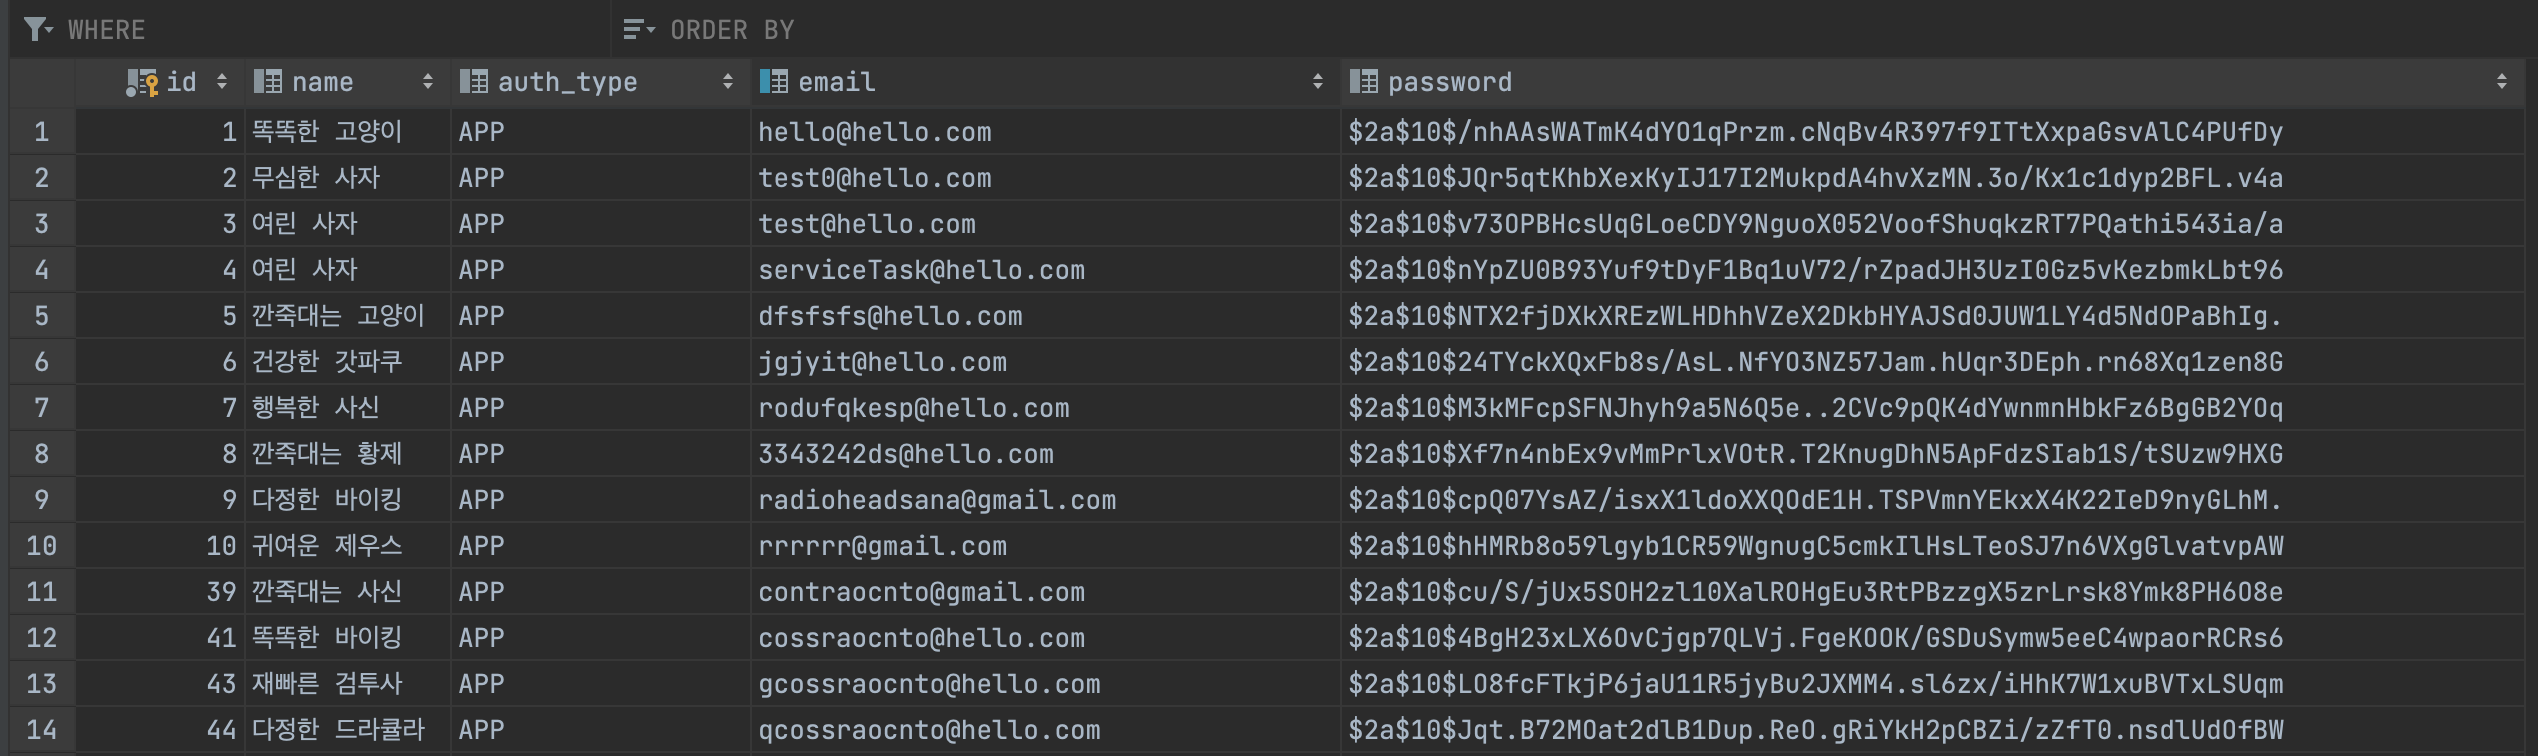 WHERE ORDER BY
id name auth_type email password
1 1 똑똑한 고양이 APP hello@hello.com $2a$10$/nhAAsWATmK4dYO1qPrzm.cNqBv4R397f9ITtXxpaGsvAlC4PUfDy
2 2 무심한 사자 APP test0@hello.com $2a$10$JQr5qtKhbXexKyIJ17I2MukpdA4hvXzMN.3o/Kx1c1dyp2BFL.v4a
3 3 여린 사자 APP test@hello.com $2a$10$v73OPBHcsUqGLoeCDY9NguoX052VoofShuqkzRT7PQathi543ia/a
4 4 여린 사자 APP serviceTask@hello.com $2a$10$nYpZU0B93Yuf9tDyF1Bq1uV72/rZpadJH3UzI0Gz5vKezbmkLbt96
5 5 깐죽대는 고양이 APP dfsfsfs@hello.com $2a$10$NTX2fjDXkXREzWLHDhhVZeX2DkbHYAJSd0JUW1LY4d5NdOPaBhIg.
6 6 건강한 갓파쿠 APP jgjyit@hello.com $2a$10$24TYckXQxFb8s/AsL.NfYO3NZ57Jam.hUqr3DEph.rn68Xq1zen8G
7 7 행복한 사신 APP rodufqkesp@hello.com $2a$10$M3kMFcpSFNJhyh9a5N6Q5e..2CVc9pQK4dYwnmnHbkFz6BgGB2YOq
8 8 깐죽대는 황제 APP 3343242ds@hello.com $2a$10$Xf7n4nbEx9vMmPrlxVOtR.T2KnugDhN5ApFdzSIab1S/tSUzw9HXG
9 9 다정한 바이킹 APP radioheadsana@gmail.com $2a$10$cpQ07YsAZ/isxX1ldoXXQOdE1H.TSPVmnYEkxX4K22IeD9nyGLhM.
10 10 귀여운 제우스 APP rrrrrr@gmail.com $2a$10$hHMRb8o59lgyb1CR59WgnugC5cmkIlHsLTeoSJ7n6VXgGlvatvpAW
11 39 깐죽대는 사신 APP contraocnto@gmail.com $2a$10$cu/S/jUx5SOH2zl10XalROHgEu3RtPBzzgX5zrLrsk8Ymk8PH6O8e
12 41 똑똑한 바이킹 APP cossraocnto@hello.com $2a$10$4BgH23xLX6OvCjgp7QLVj.FgeKOOK/GSDuSymw5eeC4wpaorRCRs6
13 43 재빠른 검투사 APP gcossraocnto@hello.com $2a$10$LO8fcFTkjP6jaU11R5jyBu2JXMM4.sl6zx/iHhK7W1xuBVTxLSUqm
14 44 다정한 드라큘라 APP qcossraocnto@hello.com $2a$10$Jqt.B72MOat2dlB1Dup.ReO.gRiYkH2pCBZi/zZfT0.nsdlUdOfBW